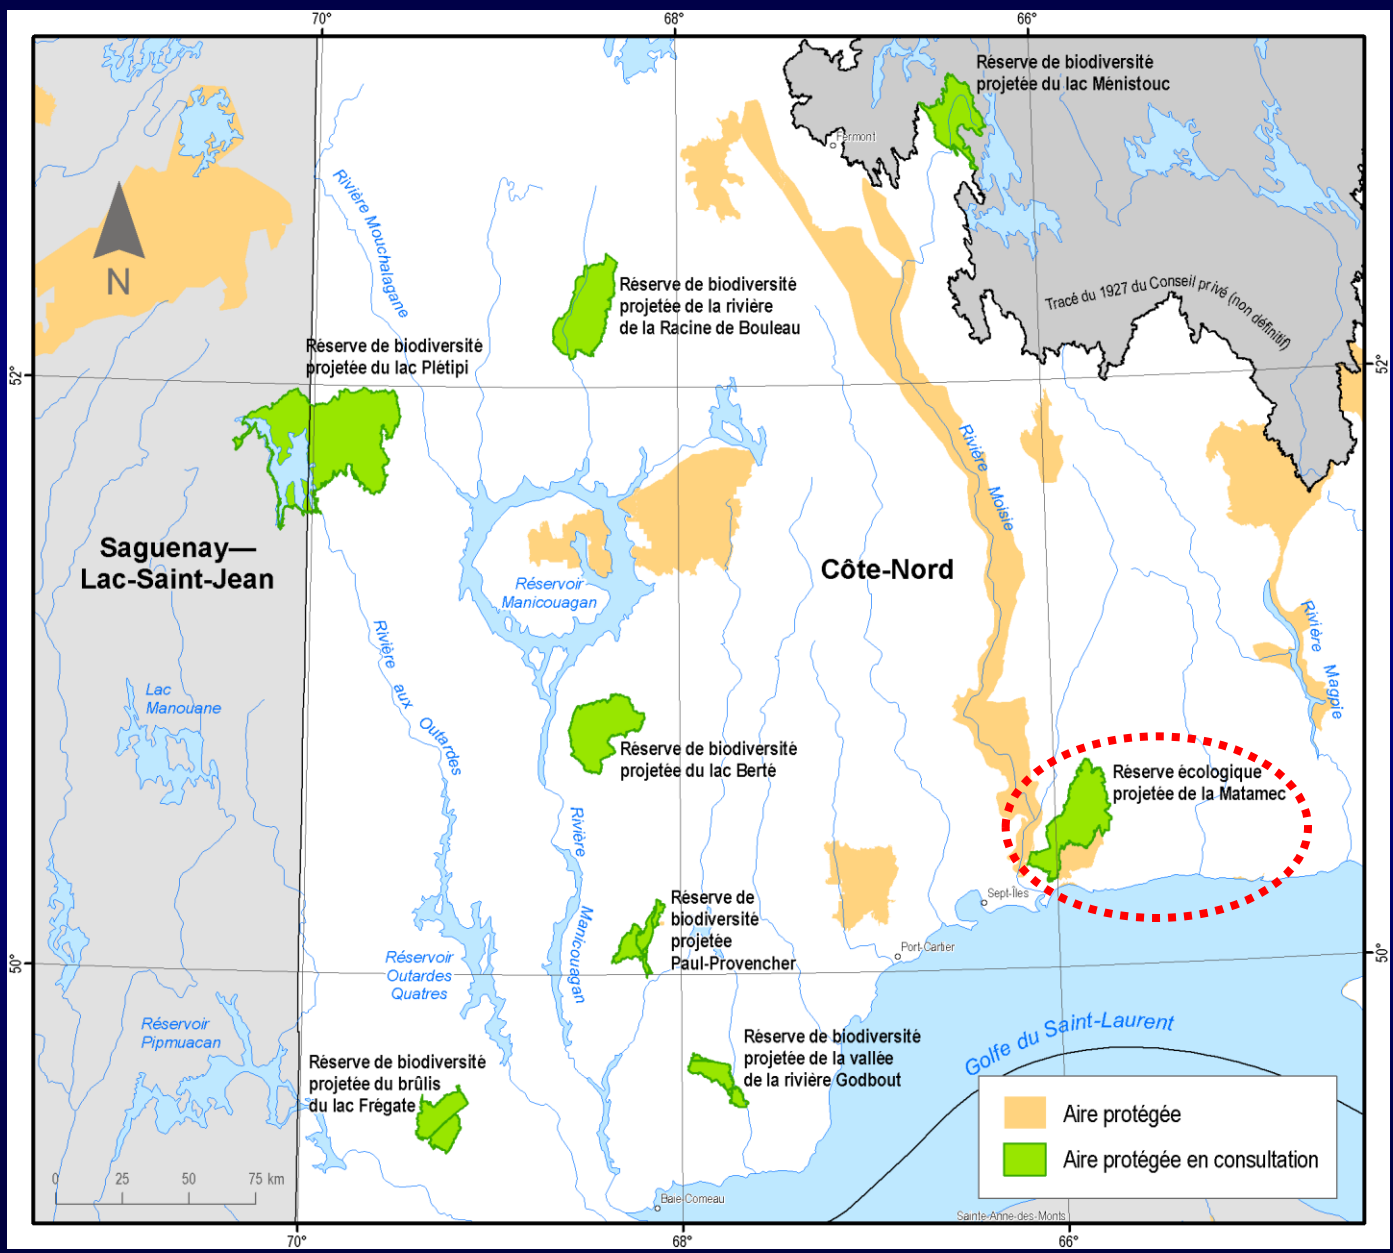 70°
68°
66°
Réserve de biodiversité
projetée du lac Ménistouc
Fermont
Rivière Mouchalagane
N
Réserve de biodiversité
projetée de la rivière
de la Racine de Bouleau
Tracé du 1927 du Conseil privé (non définitif)
Réserve de biodiversité
projetée du lac Plétipi
52°
52°
Rivière Moisie
Saguenay—
Lac-Saint-Jean
Côte-Nord
Réservoir
Manicouagan
Rivière Magpie
Rivière aux Outardes
Lac
Manouane
Réserve de biodiversité
projetée du lac Berté
Réserve écologique
projetée de la Matamec
Rivière Manicouagan
Réserve de
biodiversité
projetée
Paul-Provencher
Sept-Îles
Port-Cartier
50°
50°
Réservoir
Outardes
Quatres
Réservoir
Pipmuacan
Golfe du Saint-Laurent
Réserve de biodiversité
projetée de la vallée
de la rivière Godbout
Réserve de biodiversité
projetée du brûlis
du lac Frégate
Aire protégée
Aire protégée en consultation
0 25 50 75 km
Baie-Comeau
Sainte-Anne-des-Monts
70°
68°
66°